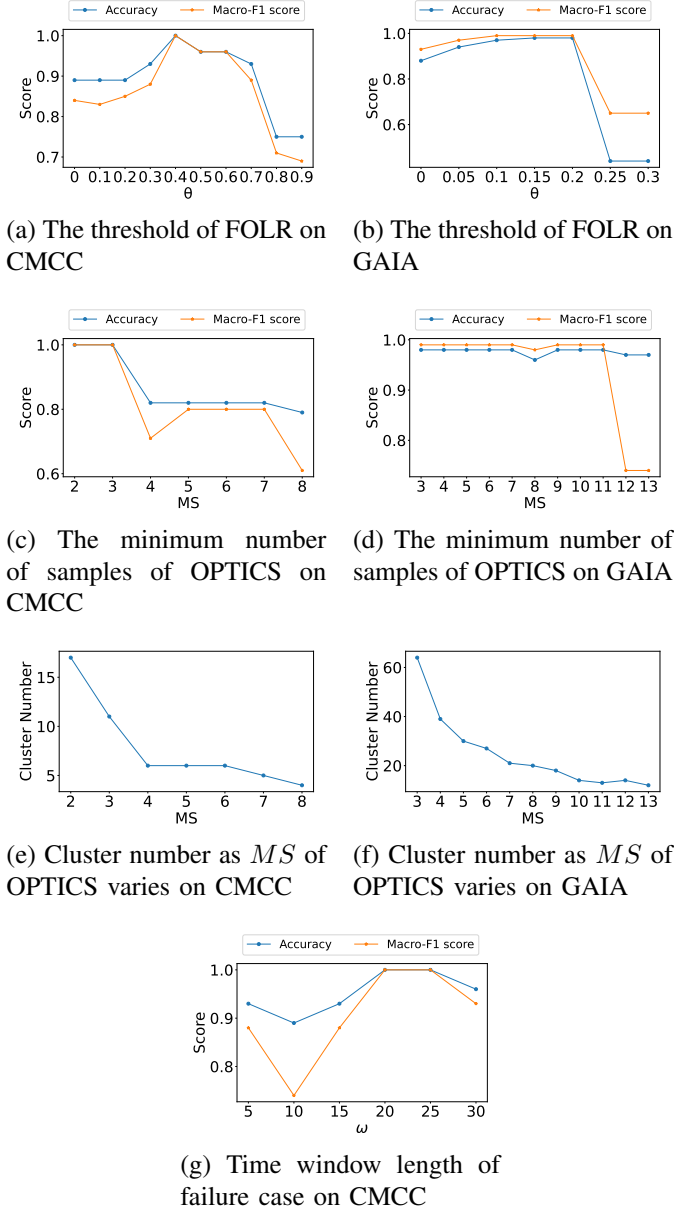 Accuracy Macro-F1 score
1.0
0.9
0.8
0.7
Score
0 0.1 0.2 0.3 0.4 0.5 0.6 0.7 0.8 0.9
θ
(a) The threshold of FOLR on
CMCC
Accuracy Macro-F1 score
1.0
0.8
0.6
Score
0 0.05 0.1 0.15 0.2 0.25 0.3
θ
(b) The threshold of FOLR on
GAIA
Accuracy Macro-F1 score
1.0
0.8
0.6
Score
2 3 4 5 6 7 8
MS
(c) The minimum number
of samples of OPTICS on
CMCC
Accuracy Macro-F1 score
1.0
0.9
0.8
Score
3 4 5 6 7 8 9 10 11 12 13
MS
(d) The minimum number of
samples of OPTICS on GAIA
15
10
5
Cluster Number
2 3 4 5 6 7 8
MS
(e) Cluster number as MS of
OPTICS varies on CMCC
60
40
20
Cluster Number
3 4 5 6 7 8 9 10 11 12 13
MS
(f) Cluster number as MS of
OPTICS varies on GAIA
Accuracy Macro-F1 score
1.0
0.9
0.8
Score
5 10 15 20 25 30
ω
(g) Time window length of
failure case on CMCC